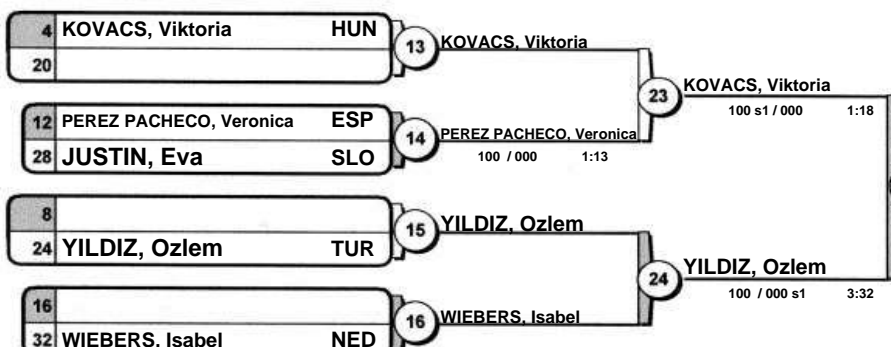 4 KOVACS, Viktoria HUN
20
13
KOVACS, Viktoria
12 PEREZ PACHECO, Veronica ESP
28 JUSTIN, Eva SLO
14
PEREZ PACHECO, Veronica
100 / 000 1:13
23
KOVACS, Viktoria
100 s1 / 000 1:18
8
24 YILDIZ, Ozlem TUR
15
YILDIZ, Ozlem
16
32 WIEBERS, Isabel NED
16
WIEBERS, Isabel
24
YILDIZ, Ozlem
100 / 000 s1 3:32